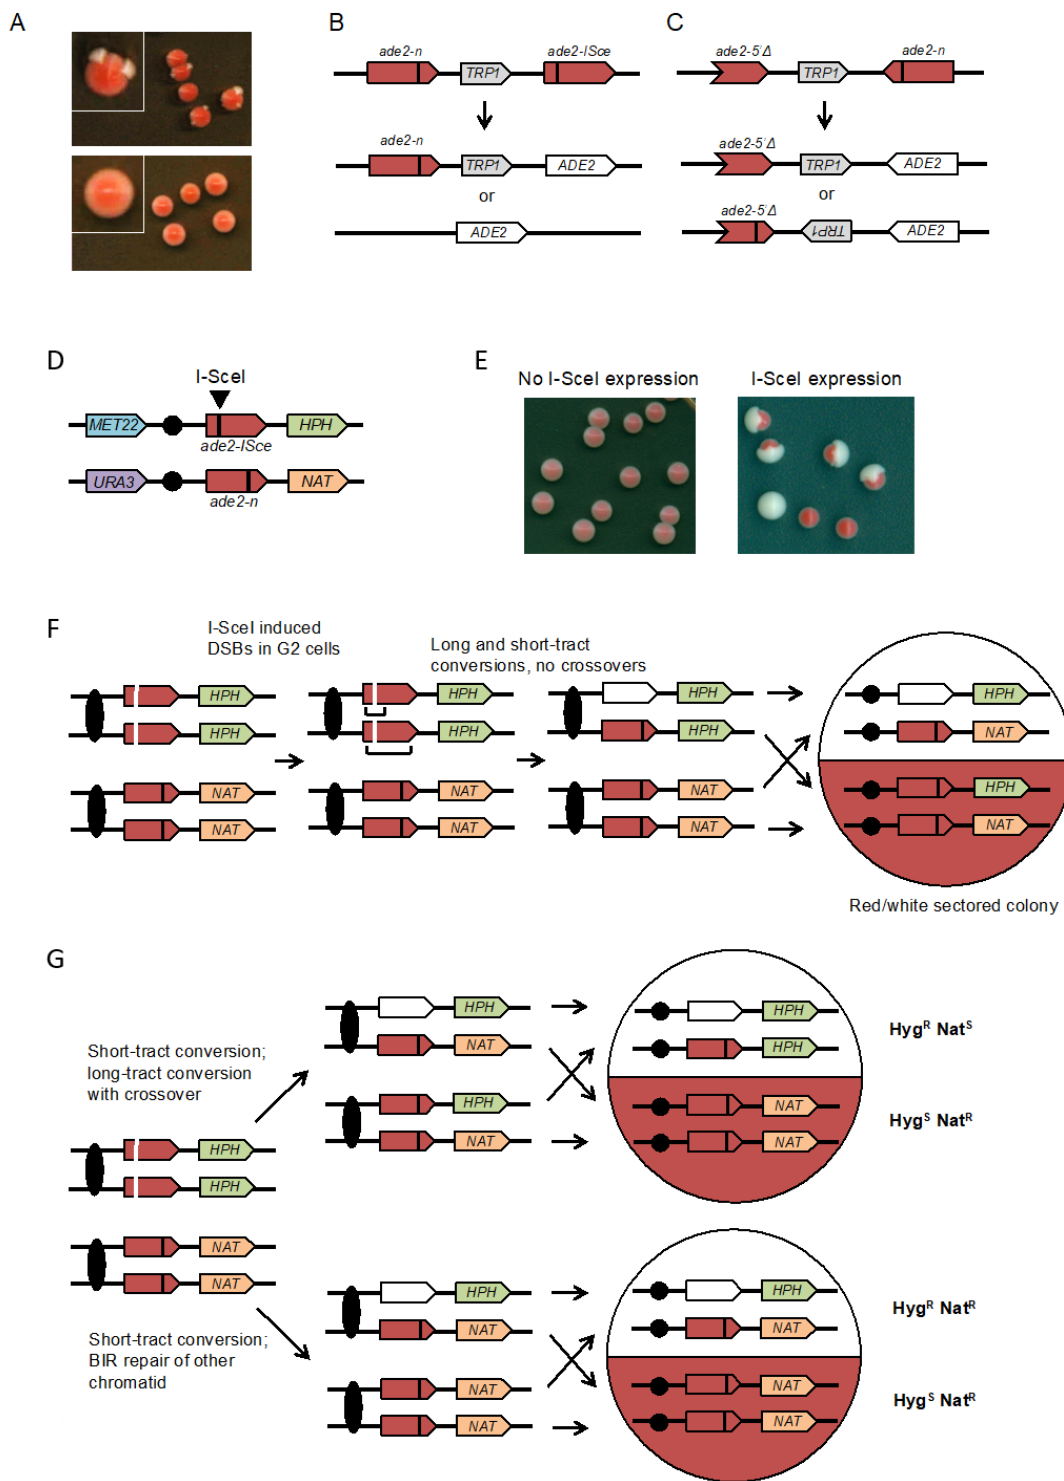 A
B
C
ade2-n
ade2-ISce
TRP1
ade2-n
TRP1
ADE2
or
ADE2
ade2-5'Δ
ade2-n
TRP1
ade2-5'Δ
TRP1
ADE2
or
ade2-5'Δ
TRP1
ADE2
D
I-SceI
MET22
HPH
ade2-ISce
URA3
NAT
ade2-n
E
No I-SceI expression
I-SceI expression
F
I-SceI induced
DSBs in G2 cells
Long and short-tract
conversions, no crossovers
HPH
HPH
NAT
NAT
HPH
HPH
NAT
NAT
HPH
HPH
NAT
NAT
HPH
NAT
HPH
NAT
Red/white sectored colony
G
Short-tract conversion;
long-tract conversion
with crossover
HPH
HPH
NAT
NAT
Short-tract conversion;
BIR repair of other
chromatid
HPH
NAT
HPH
NAT
HPH
HPH
NAT
NAT
Hygᴿ Natˢ
Hygˢ Natᴿ
HPH
NAT
NAT
NAT
HPH
NAT
NAT
NAT
Hygᴿ Natᴿ
Hygˢ Natᴿ